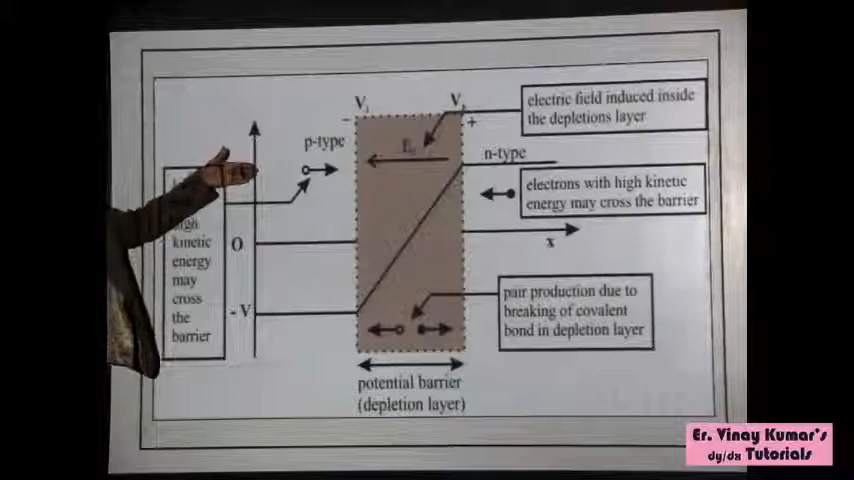 V₁
V₂
−
+
electric field induced inside
the depletions layer
p-type
E
n-type
electrons with high kinetic
energy may cross the barrier
high
kinetic
energy
may
cross
the
barrier
O
x
- V
pair production due to
breaking of covalent
bond in depletion layer
potential barrier
(depletion layer)
Er. Vinay Kumar's
dy/dx Tutorials